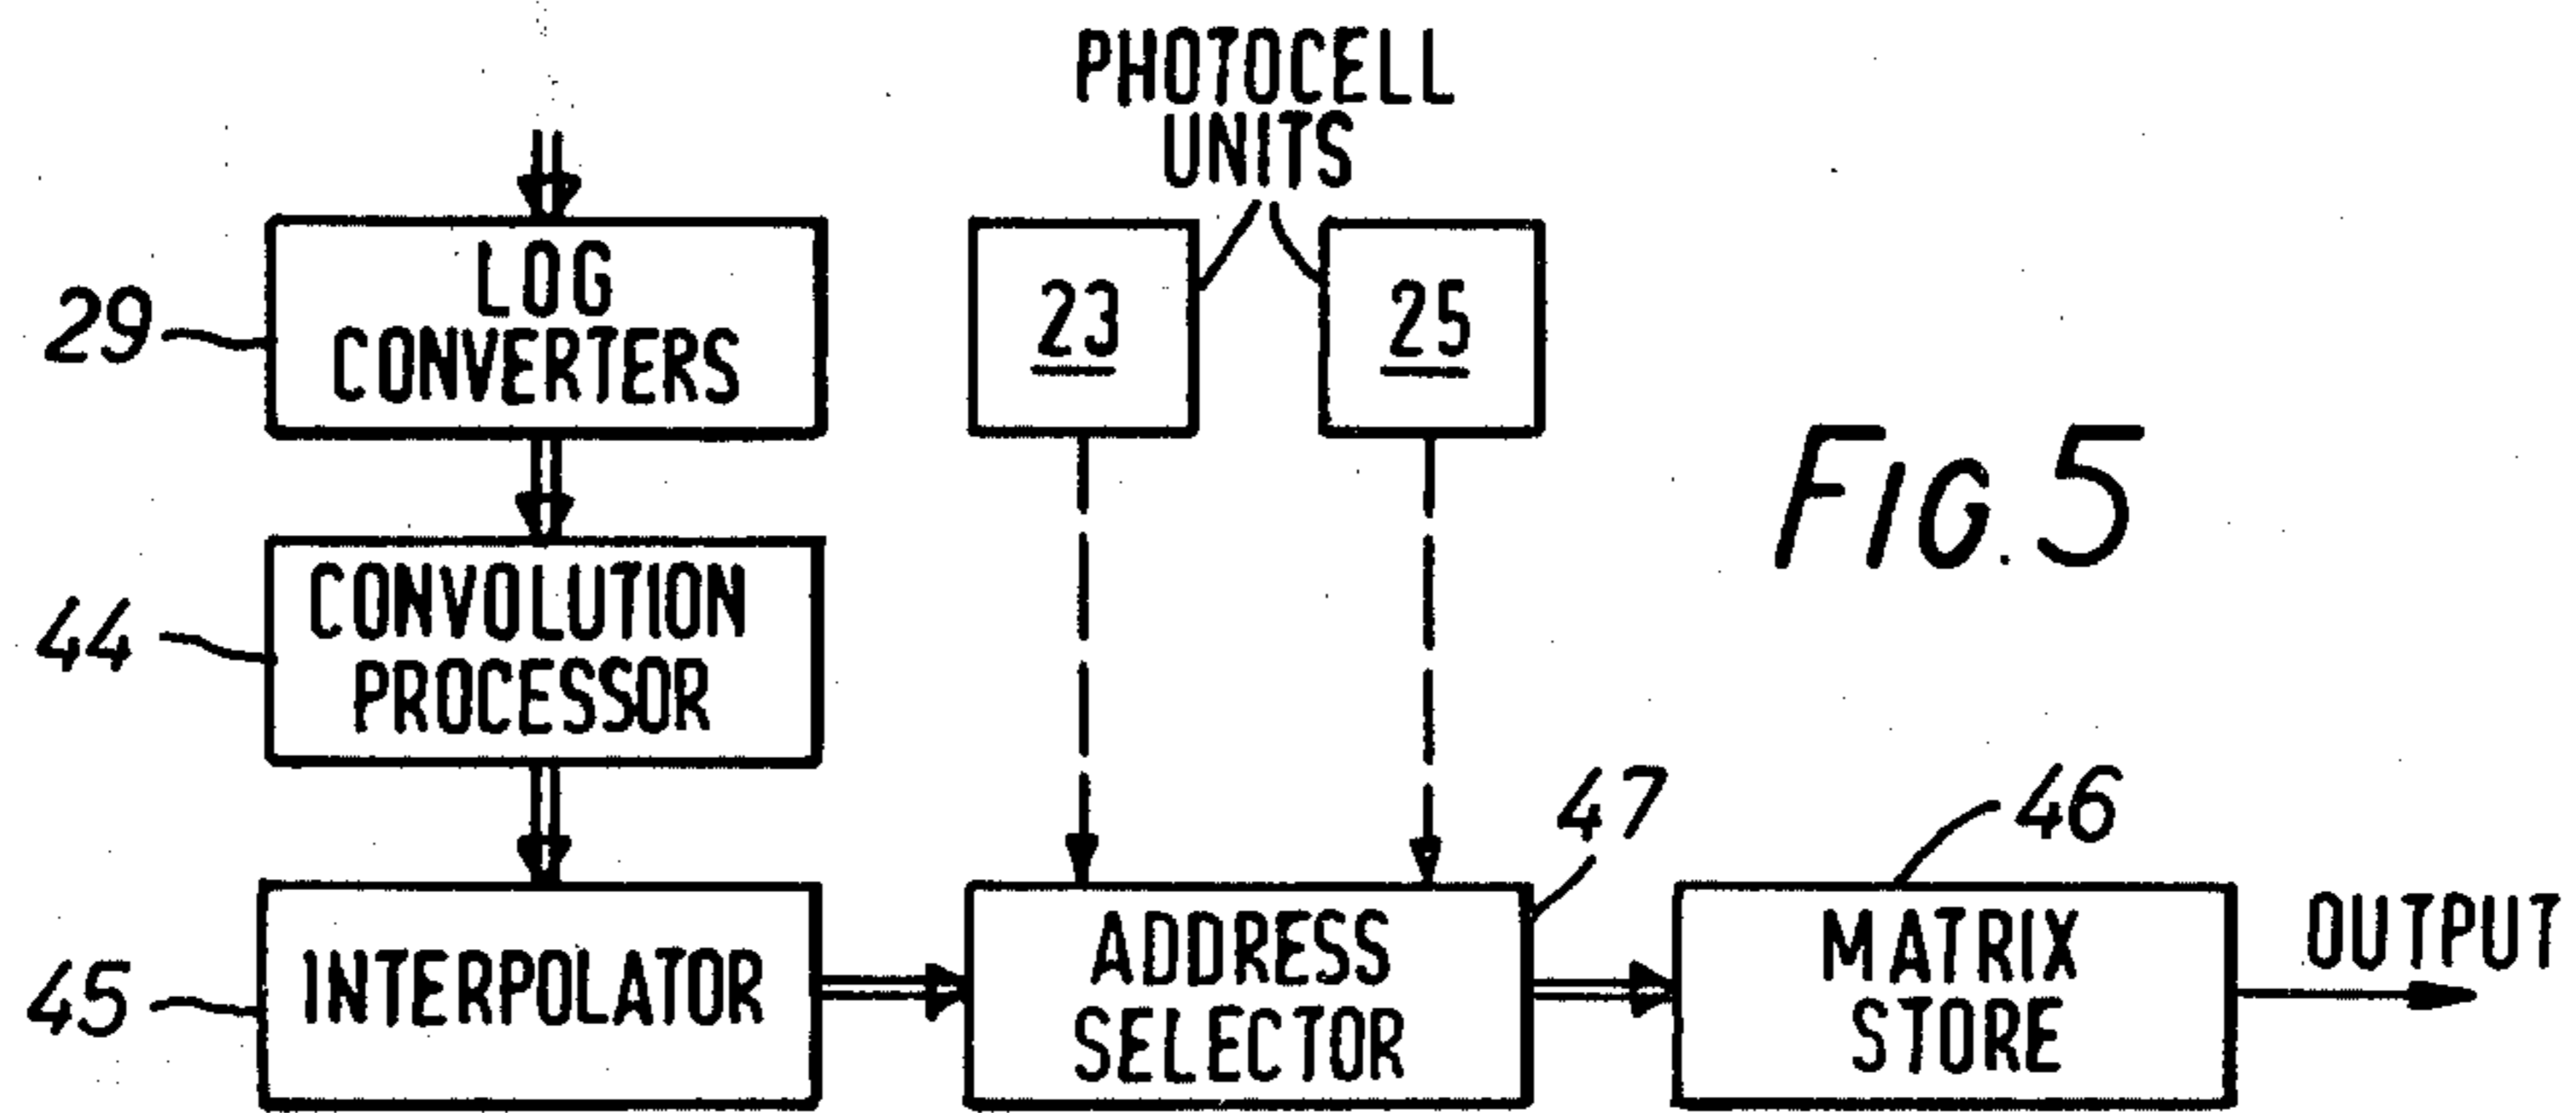 PHOTOCELL
UNITS
29
LOG
CONVERTERS
23
25
FIG. 5
44
CONVOLUTION
PROCESSOR
45
INTERPOLATOR
47
ADDRESS
SELECTOR
46
MATRIX
STORE
OUTPUT